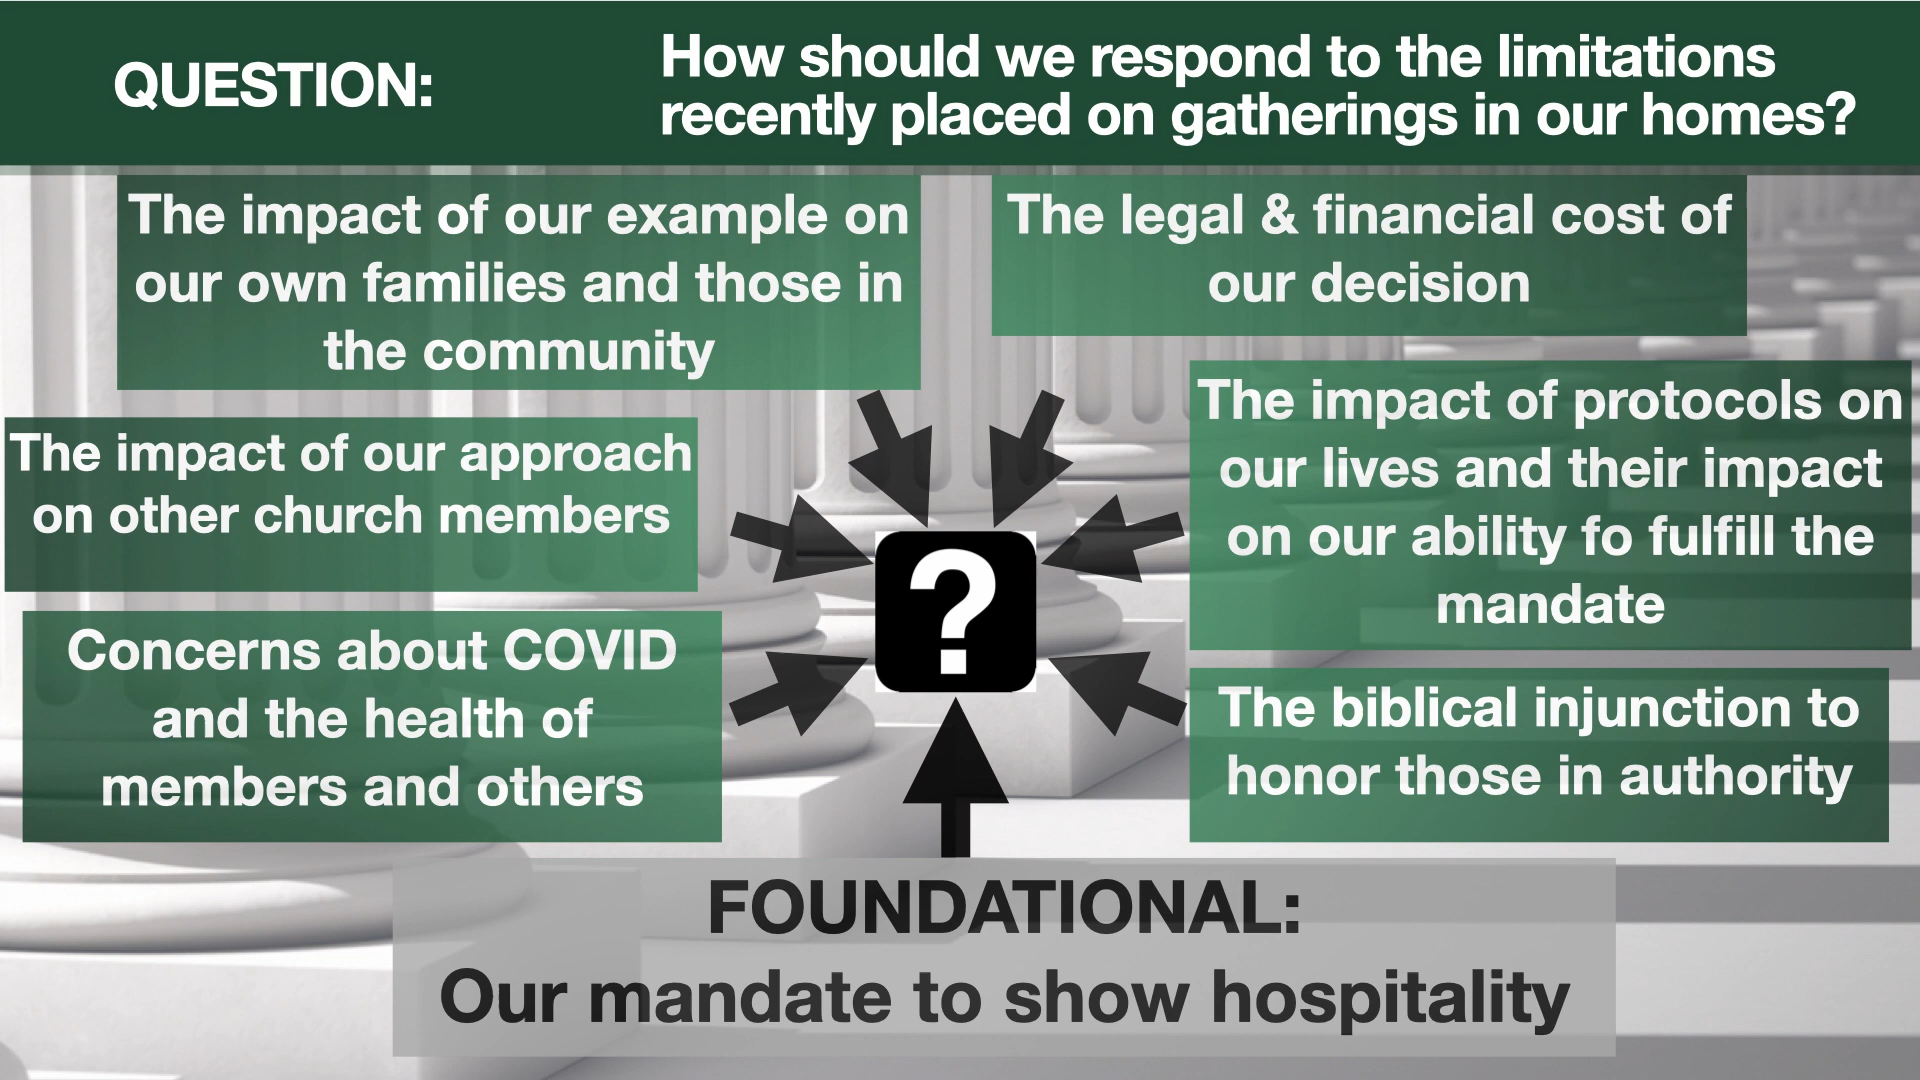 QUESTION:
How should we respond to the limitations
recently placed on gatherings in our homes?
The impact of our example on
our own families and those in
the community
The legal & financial cost of
our decision
The impact of our approach
on other church members
The impact of protocols on
our lives and their impact
on our ability fo fulfill the
mandate
Concerns about COVID
and the health of
members and others
The biblical injunction to
honor those in authority
?
FOUNDATIONAL:
Our mandate to show hospitality